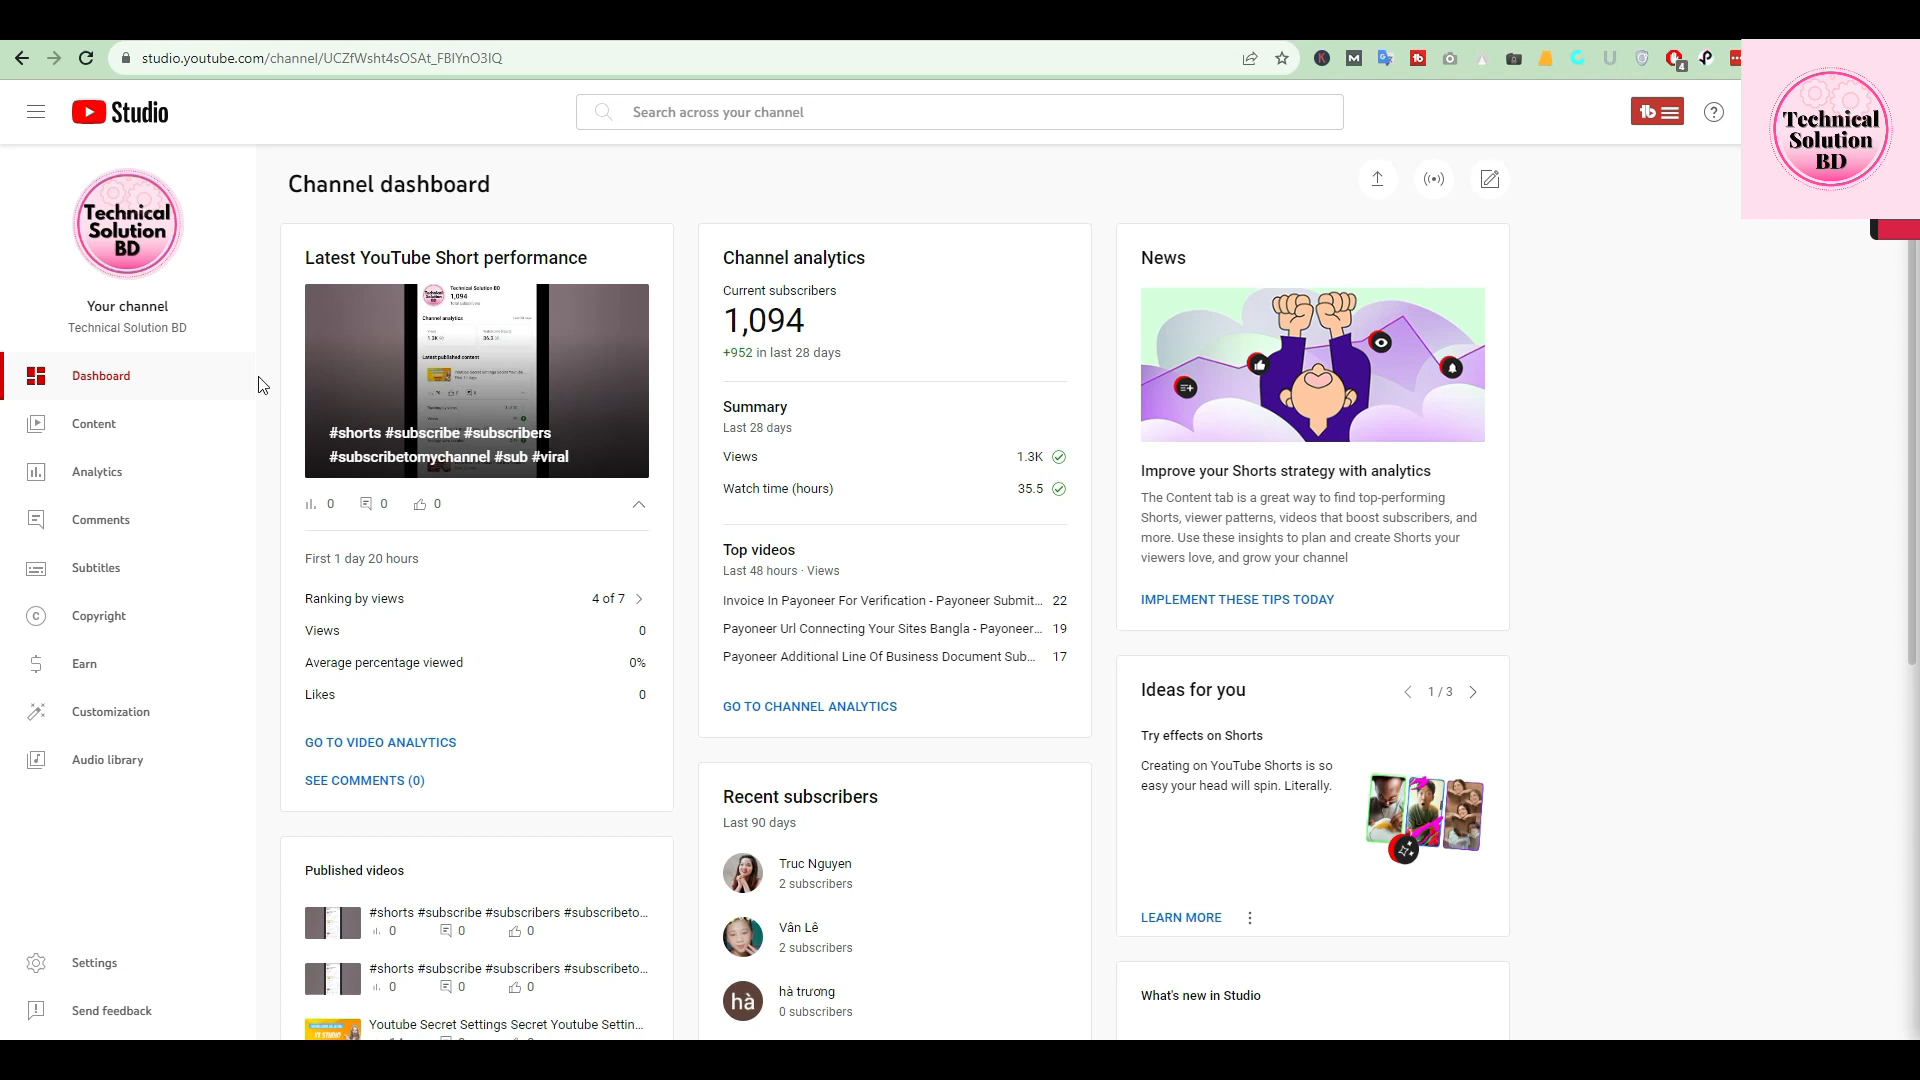 studio.youtube.com/channel/UCZfWsht4sOSAt_FBIYnO3IQ
4
Studio
Search across your channel
Technical
Solution
BD
Technical
Solution
BD
Your channel
Technical Solution BD
Dashboard
Content
Analytics
Comments
Subtitles
Copyright
Earn
Customization
Audio library
Settings
Send feedback
Channel dashboard
Latest YouTube Short performance
Technical Solution BD
1,094
Channel analytics
Latest published content
#shorts #subscribe #subscribers
#subscribetomychannel #sub #viral
0 0 0
First 1 day 20 hours
Ranking by views 4 of 7
Views 0
Average percentage viewed 0%
Likes 0
GO TO VIDEO ANALYTICS
SEE COMMENTS (0)
Published videos
#shorts #subscribe #subscribers #subscribeto...
0 0 0
#shorts #subscribe #subscribers #subscribeto...
0 0 0
Youtube Secret Settings Secret Youtube Settin...
Channel analytics
Current subscribers
1,094
+952 in last 28 days
Summary
Last 28 days
Views 1.3K
Watch time (hours) 35.5
Top videos
Last 48 hours · Views
Invoice In Payoneer For Verification - Payoneer Submit... 22
Payoneer Url Connecting Your Sites Bangla - Payoneer... 19
Payoneer Additional Line Of Business Document Sub... 17
GO TO CHANNEL ANALYTICS
Recent subscribers
Last 90 days
Truc Nguyen
2 subscribers
Vân Lê
2 subscribers
hà
hà trương
0 subscribers
News
Improve your Shorts strategy with analytics
The Content tab is a great way to find top-performing
Shorts, viewer patterns, videos that boost subscribers, and
more. Use these insights to plan and create Shorts your
viewers love, and grow your channel
IMPLEMENT THESE TIPS TODAY
Ideas for you
1 / 3
Try effects on Shorts
Creating on YouTube Shorts is so
easy your head will spin. Literally.
LEARN MORE
What's new in Studio